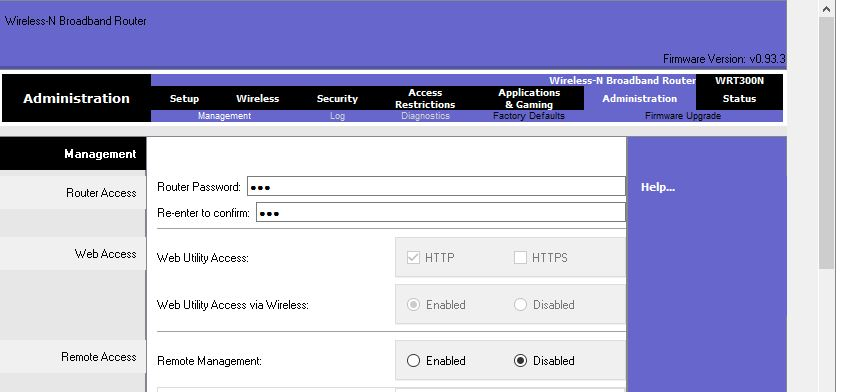 Wireless-N Broadband Router
Firmware Version: v0.93.3
Wireless-N Broadband Router WRT300N
Administration Setup Wireless Security Access Restrictions Applications & Gaming Administration Status
Management Log Diagnostics Factory Defaults Firmware Upgrade
Management
Router Access Router Password: ●●● Help...
Re-enter to confirm: ●●●
Web Access Web Utility Access: HTTP HTTPS
Web Utility Access via Wireless: Enabled Disabled
Remote Access Remote Management: Enabled Disabled